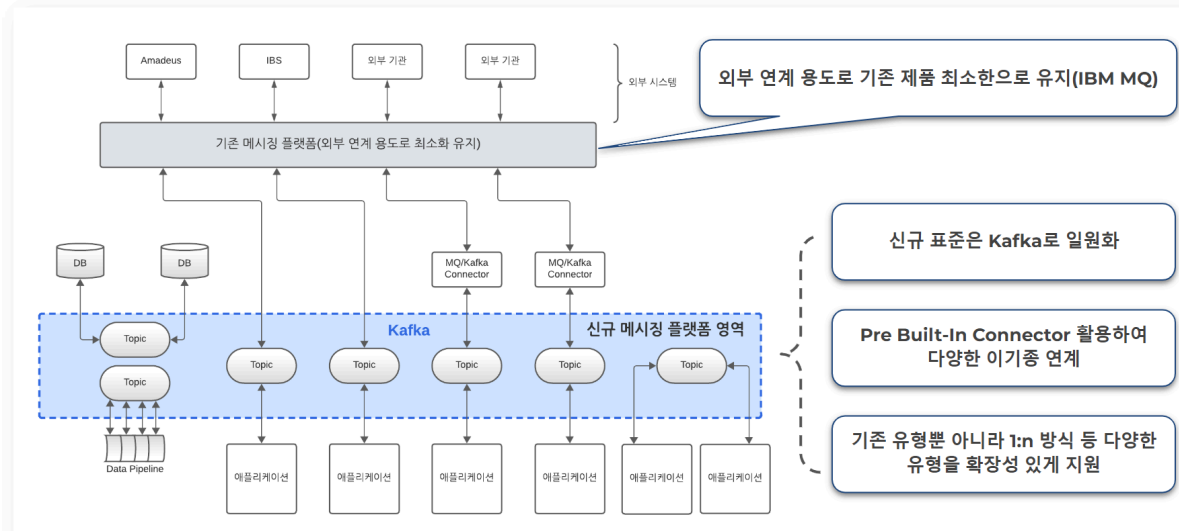 Amadeus
IBS
외부 기관
외부 기관
외부 시스템
외부 연계 용도로 기존 제품 최소한으로 유지(IBM MQ)
기존 메시징 플랫폼(외부 연계 용도로 최소화 유지)
DB
DB
MQ/Kafka
Connector
MQ/Kafka
Connector
신규 표준은 Kafka로 일원화
Kafka
신규 메시징 플랫폼 영역
Topic
Topic
Topic
Topic
Topic
Topic
Topic
Pre Built-In Connector 활용하여
다양한 이기종 연계
Data Pipeline
애플리케이션
애플리케이션
애플리케이션
애플리케이션
애플리케이션
애플리케이션
기존 유형뿐 아니라 1:n 방식 등 다양한
유형을 확장성 있게 지원